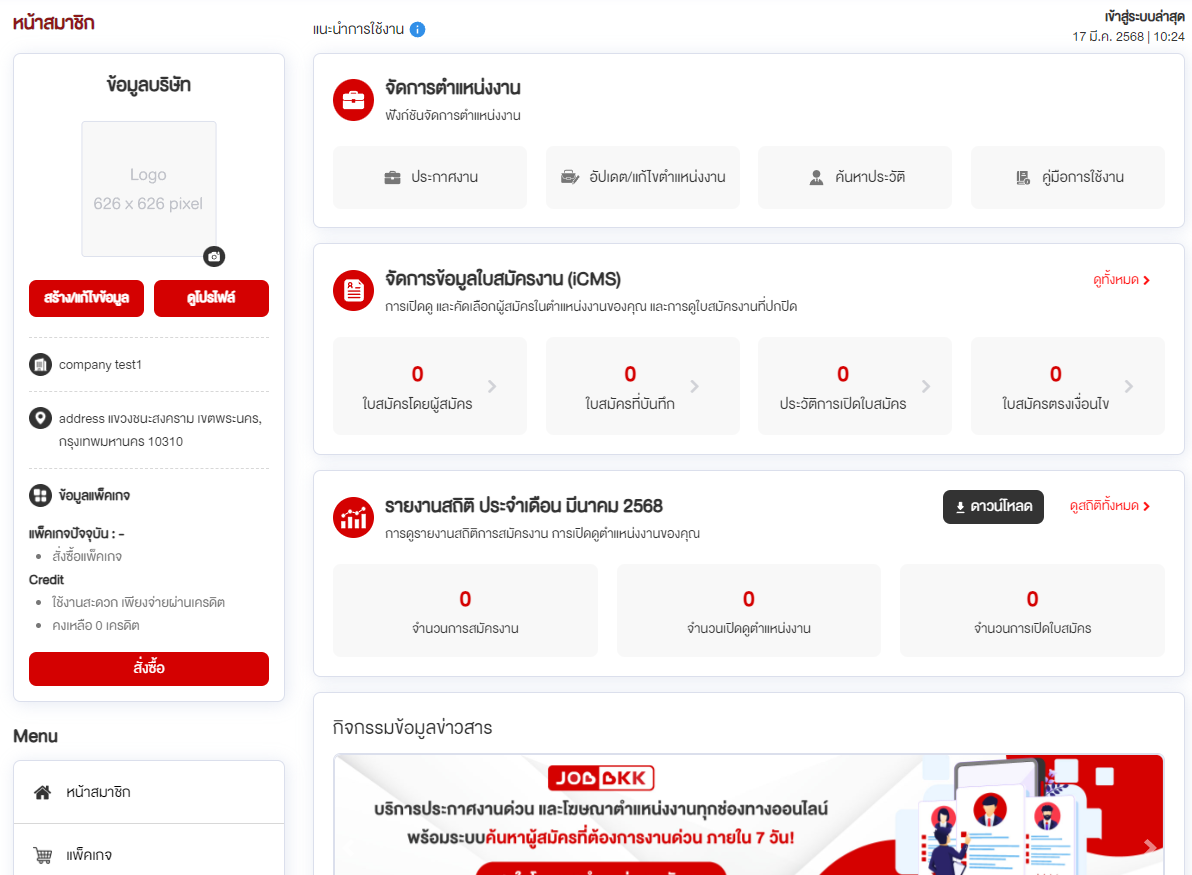 หน้าสมาชิก
แนะนำการใช้งาน
เข้าสู่ระบบล่าสุด
17 มี.ค. 2568 | 10:24
ข้อมูลบริษัท
Logo
626 x 626 pixel
สร้าง/แก้ไขข้อมูล
ดูโปรไฟล์
company test1
address แขวงชนะสงคราม เขตพระนคร,
กรุงเทพมหานคร 10310
ข้อมูลแพ็คเกจ
แพ็คเกจปัจจุบัน : -
สั่งซื้อแพ็คเกจ
Credit
ใช้งานสะดวก เพียงจ่ายผ่านเครดิต
คงเหลือ 0 เครดิต
สั่งซื้อ
Menu
หน้าสมาชิก
แพ็คเกจ
จัดการตำแหน่งงาน
ฟังก์ชันจัดการตำแหน่งงาน
ประกาศงาน
อัปเดต/แก้ไขตำแหน่งงาน
ค้นหาประวัติ
คู่มือการใช้งาน
จัดการข้อมูลใบสมัครงาน (iCMS)
ดูทั้งหมด
การเปิดดู และคัดเลือกผู้สมัครในตำแหน่งงานของคุณ และการดูใบสมัครงานที่ปกปิด
0
ใบสมัครโดยผู้สมัคร
0
ใบสมัครที่บันทึก
0
ประวัติการเปิดใบสมัคร
0
ใบสมัครตรงเงื่อนไข
รายงานสถิติ ประจำเดือน มีนาคม 2568
ดาวน์โหลด
ดูสถิติทั้งหมด
การดูรายงานสถิติการสมัครงาน การเปิดดูตำแหน่งงานของคุณ
0
จำนวนการสมัครงาน
0
จำนวนเปิดดูตำแหน่งงาน
0
จำนวนการเปิดใบสมัคร
กิจกรรมข้อมูลข่าวสาร
JOBBKK
บริการประกาศงานด่วน และโฆษณาตำแหน่งงานทุกช่องทางออนไลน์
พร้อมระบบค้นหาผู้สมัครที่ต้องการงานด่วน ภายใน 7 วัน!